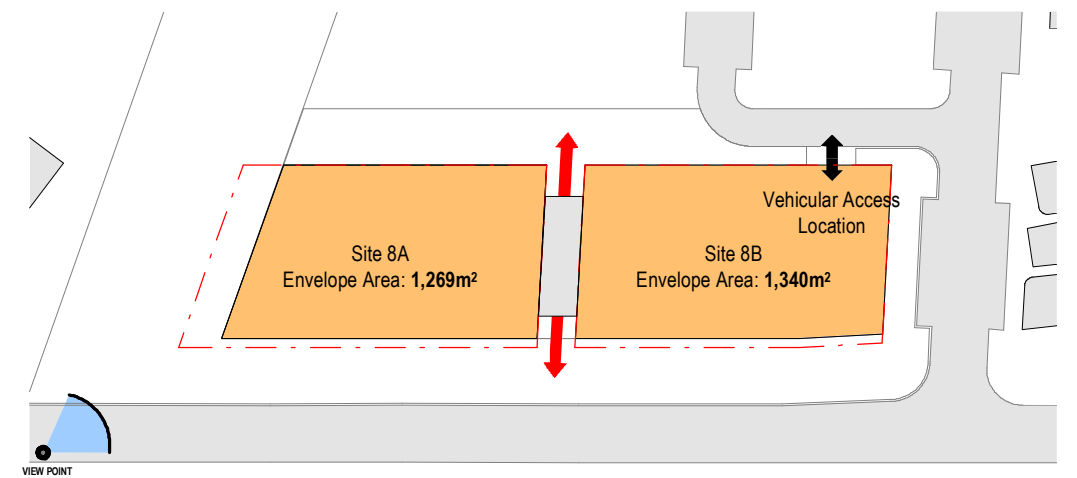 Vehicular Access
Location
Site 8A
Envelope Area: 1,269m²
Site 8B
Envelope Area: 1,340m²
VIEW POINT